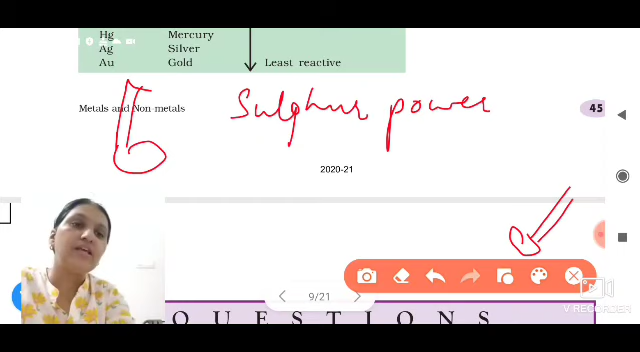 Hg Mercury
Ag Silver
Au Gold Least reactive
Metals and Non-metals
Sulphur power
45
2020-21
9/21
V RECORDER
QUESTIONS